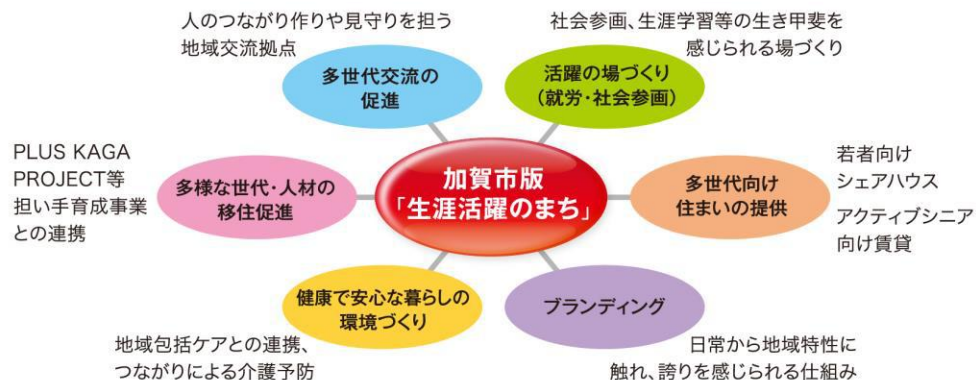 人のつながり作りや見守りを担う
地域交流拠点
多世代交流の
促進
社会参画、生涯学習等の生き甲斐を
感じられる場づくり
活躍の場づくり
(就労・社会参画)
PLUS KAGA
PROJECT等
担い手育成事業
との連携
多様な世代・人材の
移住促進
加賀市版
「生涯活躍のまち」
多世代向け
住まいの提供
若者向け
シェアハウス
アクティブシニア
向け賃貸
健康で安心な暮らしの
環境づくり
地域包括ケアとの連携、
つながりによる介護予防
ブランディング
日常から地域特性に
触れ、誇りを感じられる仕組み